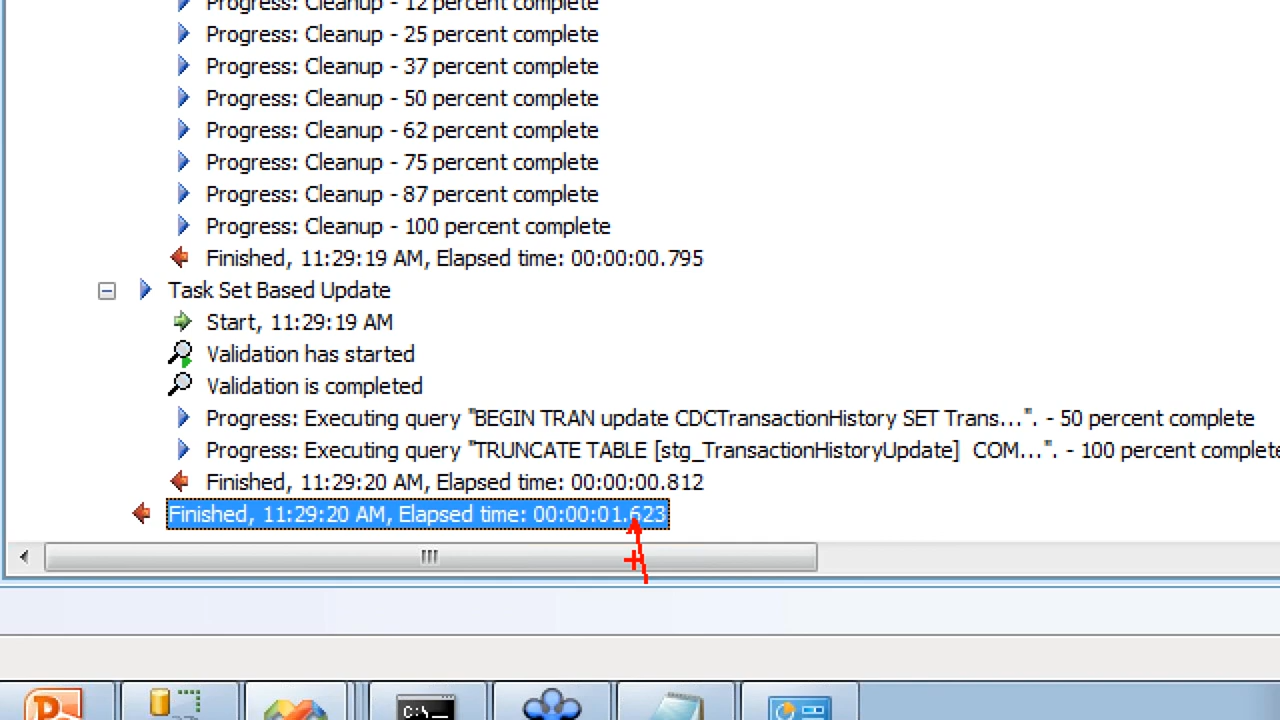 Progress: Cleanup - 12 percent complete
Progress: Cleanup - 25 percent complete
Progress: Cleanup - 37 percent complete
Progress: Cleanup - 50 percent complete
Progress: Cleanup - 62 percent complete
Progress: Cleanup - 75 percent complete
Progress: Cleanup - 87 percent complete
Progress: Cleanup - 100 percent complete
Finished, 11:29:19 AM, Elapsed time: 00:00:00.795
Task Set Based Update
Start, 11:29:19 AM
Validation has started
Validation is completed
Progress: Executing query "BEGIN TRAN update CDCTransactionHistory SET Trans...". - 50 percent complete
Progress: Executing query "TRUNCATE TABLE [stg_TransactionHistoryUpdate]  COM...". - 100 percent complete
Finished, 11:29:20 AM, Elapsed time: 00:00:00.812
Finished, 11:29:20 AM, Elapsed time: 00:00:01.623
C:\